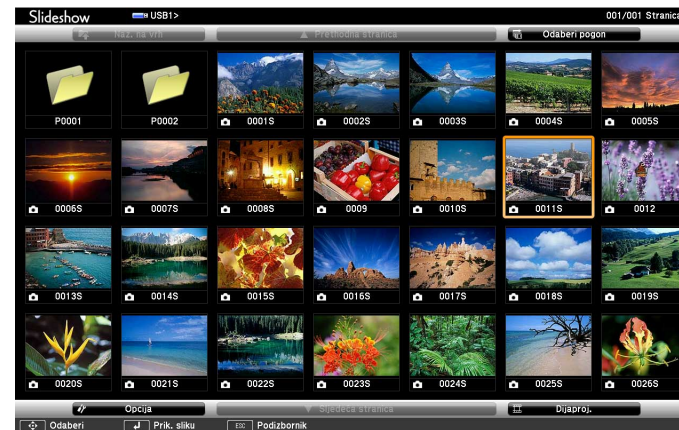 Slideshow USB1> 001/001 Stranica
Naz. na vrh Prethodna stranica Odaberi pogon
P0001 P0002 0001S 0002S 0003S 0004S 0005S
0006S 0007S 0008S 0009 0010S 0011S 0012
0013S 0014S 0015S 0016S 0017S 0018S 0019S
0020S 0021S 0022S 0023S 0024S 0025S 0026S
Opcija Sljedeća stranica Dijaproj.
Odaberi Prik. sliku ESC Podizbornik